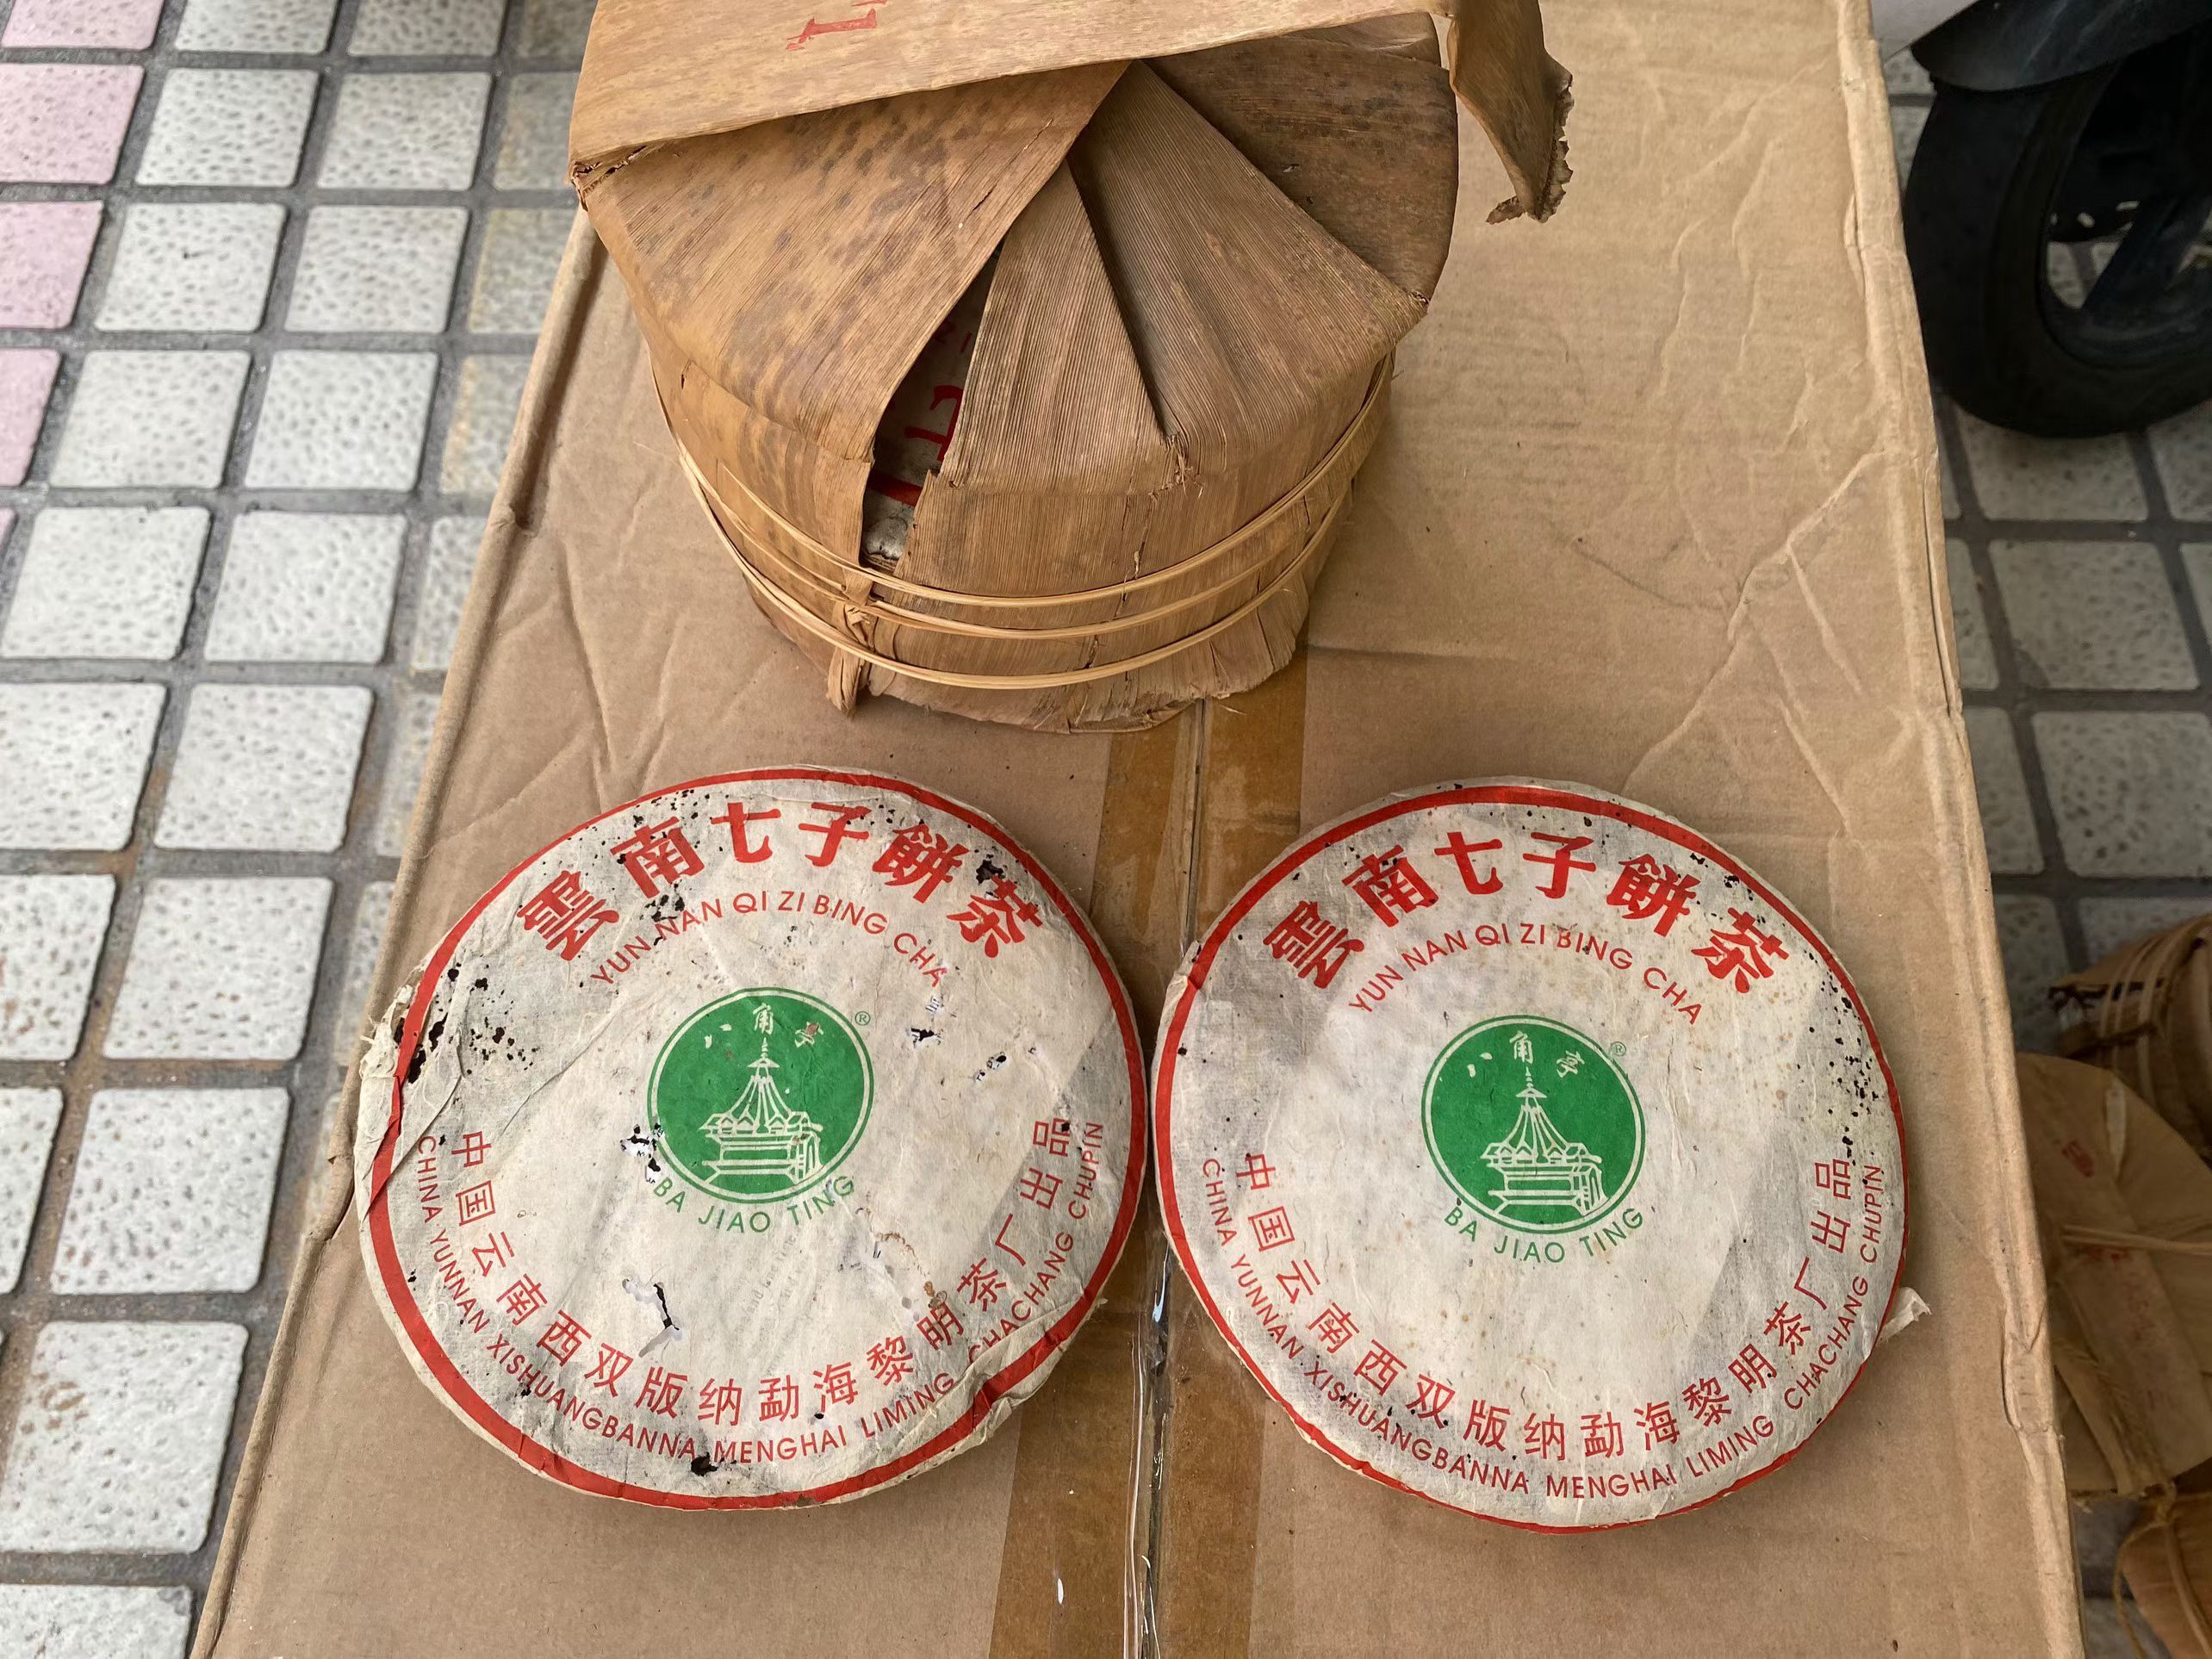 雲南七子餅茶
YUN NAN QI ZI BING CHA
八角亭
®
BA JIAO TING
中国云南西双版纳勐海黎明茶厂出品
CHINA YUNNAN XISHUANGBANNA MENGHAI LIMING CHACHANG CHUPIN
雲南七子餅茶
YUN NAN QI ZI BING CHA
八角亭
®
BA JIAO TING
中国云南西双版纳勐海黎明茶厂出品
CHINA YUNNAN XISHUANGBANNA MENGHAI LIMING CHACHANG CHUPIN